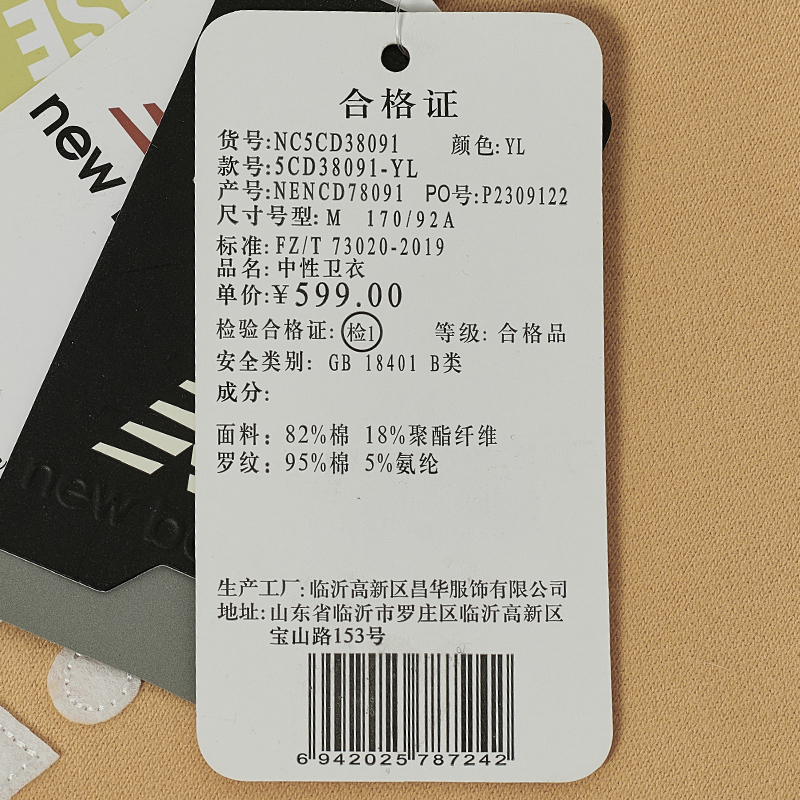 new
new bu
合格证
货号:NC5CD38091 颜色:YL
款号:5CD38091-YL
产号:NENCD78091 PO号:P2309122
尺寸号型:M 170/92A
标准:FZ/T 73020-2019
品名:中性卫衣
单价:¥599.00
检验合格证:检1 等级:合格品
安全类别: GB 18401 B类
成分:
面料: 82%棉 18%聚酯纤维
罗纹: 95%棉 5%氨纶
生产工厂:临沂高新区昌华服饰有限公司
地址:山东省临沂市罗庄区临沂高新区
宝山路153号
6 942025 787242